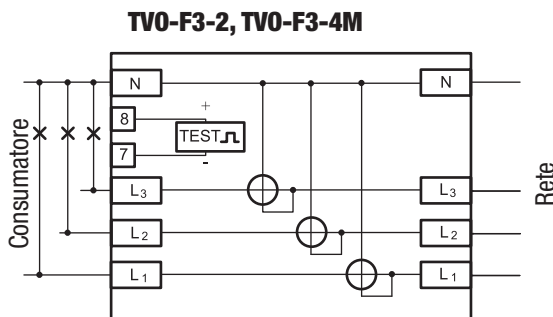 TVO-F3-2, TVO-F3-4M
N N
8 +
TEST
7 -
L3 L3
L2 L2
L1 L1
Consumatore
Rete